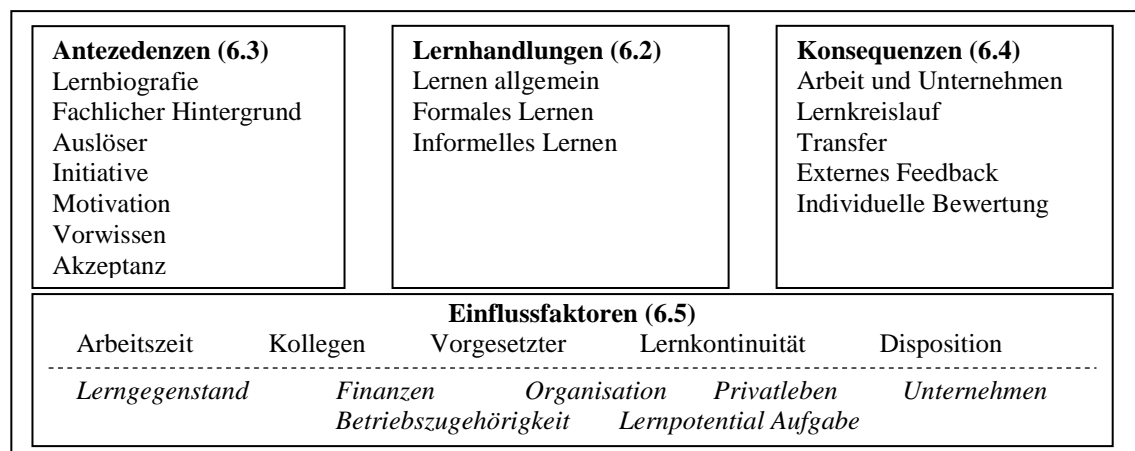 Antezedenzen (6.3)
Lernbiografie
Fachlicher Hintergrund
Auslöser
Initiative
Motivation
Vorwissen
Akzeptanz
Lernhandlungen (6.2)
Lernen allgemein
Formales Lernen
Informelles Lernen
Konsequenzen (6.4)
Arbeit und Unternehmen
Lernkreislauf
Transfer
Externes Feedback
Individuelle Bewertung
Einflussfaktoren (6.5)
Arbeitszeit Kollegen Vorgesetzter Lernkontinuität Disposition
Lerngegenstand Finanzen Organisation Privatleben Unternehmen
Betriebszugehörigkeit Lernpotential Aufgabe